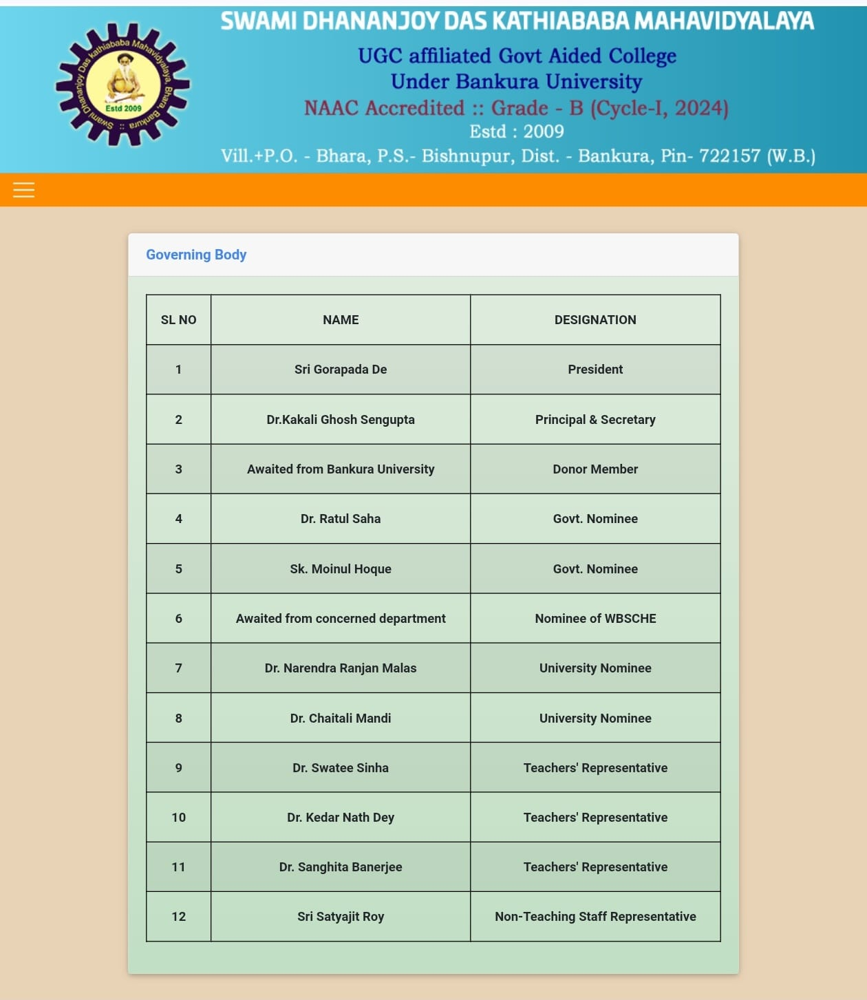 SWAMI DHANANJOY DAS KATHIABABA MAHAVIDYALAYA
UGC affiliated Govt Aided College
Under Bankura University
NAAC Accredited :: Grade - B (Cycle-I, 2024)
Estd : 2009
Vill.+P.O. - Bhara, P.S.- Bishnupur, Dist. - Bankura, Pin- 722157 (W.B.)
Swami Dhananjoy Das kathiababa Mahavidyalaya, Bhara, Bankura ::
Estd 2009
Governing Body
SL NO NAME DESIGNATION
1 Sri Gorapada De President
2 Dr.Kakali Ghosh Sengupta Principal & Secretary
3 Awaited from Bankura University Donor Member
4 Dr. Ratul Saha Govt. Nominee
5 Sk. Moinul Hoque Govt. Nominee
6 Awaited from concerned department Nominee of WBSCHE
7 Dr. Narendra Ranjan Malas University Nominee
8 Dr. Chaitali Mandi University Nominee
9 Dr. Swatee Sinha Teachers' Representative
10 Dr. Kedar Nath Dey Teachers' Representative
11 Dr. Sanghita Banerjee Teachers' Representative
12 Sri Satyajit Roy Non-Teaching Staff Representative